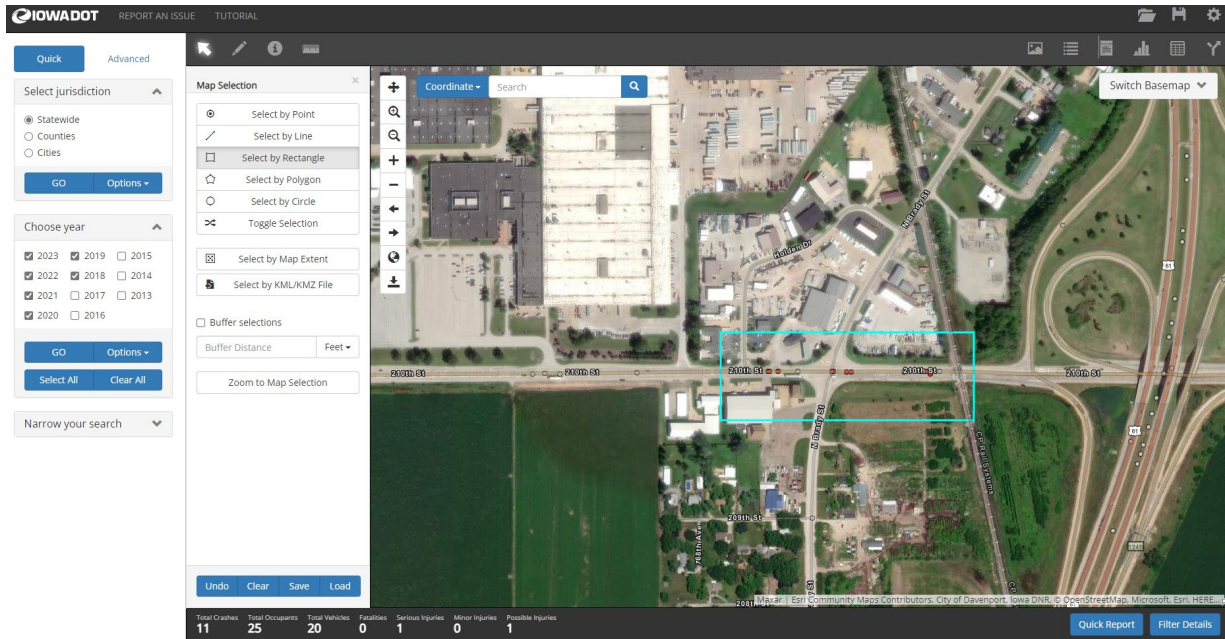 IOWADOT REPORT AN ISSUE TUTORIAL
Quick Advanced
Select jurisdiction
Statewide
Counties
Cities
GO Options
Choose year
2023 2019 2015
2022 2018 2014
2021 2017 2013
2020 2016
GO Options
Select All Clear All
Narrow your search
Map Selection ×
Select by Point
Select by Line
Select by Rectangle
Select by Polygon
Select by Circle
Toggle Selection
Select by Map Extent
Select by KML/KMZ File
Buffer selections
Buffer Distance Feet
Zoom to Map Selection
Undo Clear Save Load
Coordinate Search
Switch Basemap
N Brady St
Holden Dr
61
210th St 210th St 210th St 210th St 210th St
N Brady St
61
CP Rail Systems
209th St
768th Ave
208th
Maxar | Esri Community Maps Contributors, City of Davenport, Iowa DNR, © OpenStreetMap, Microsoft, Esri, HERE...
Total Crashes Total Occupants Total Vehicles Fatalities Serious Injuries Minor Injuries Possible Injuries
11 25 20 0 1 0 1
Quick Report Filter Details